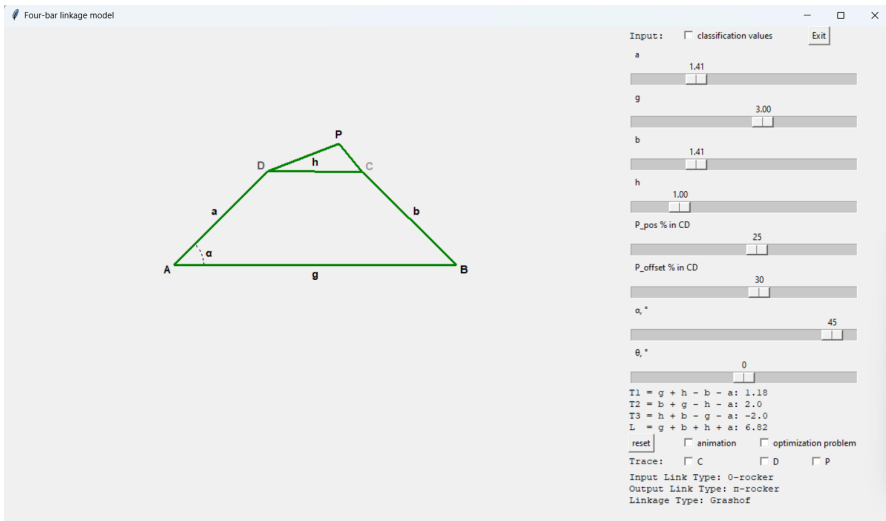 Four-bar linkage model
Input: classification values Exit
a
1.41
g
3.00
b
1.41
h
1.00
P_pos % in CD
25
P_offset % in CD
30
α, °
45
θ, °
0
T1 = g + h - b - a: 1.18
T2 = b + g - h - a: 2.0
T3 = h + b - g - a: -2.0
L = g + b + h + a: 6.82
reset animation optimization problem
Trace: C D P
Input Link Type: 0-rocker
Output Link Type: π-rocker
Linkage Type: Grashof
P
D h C
a b
α
A B
g